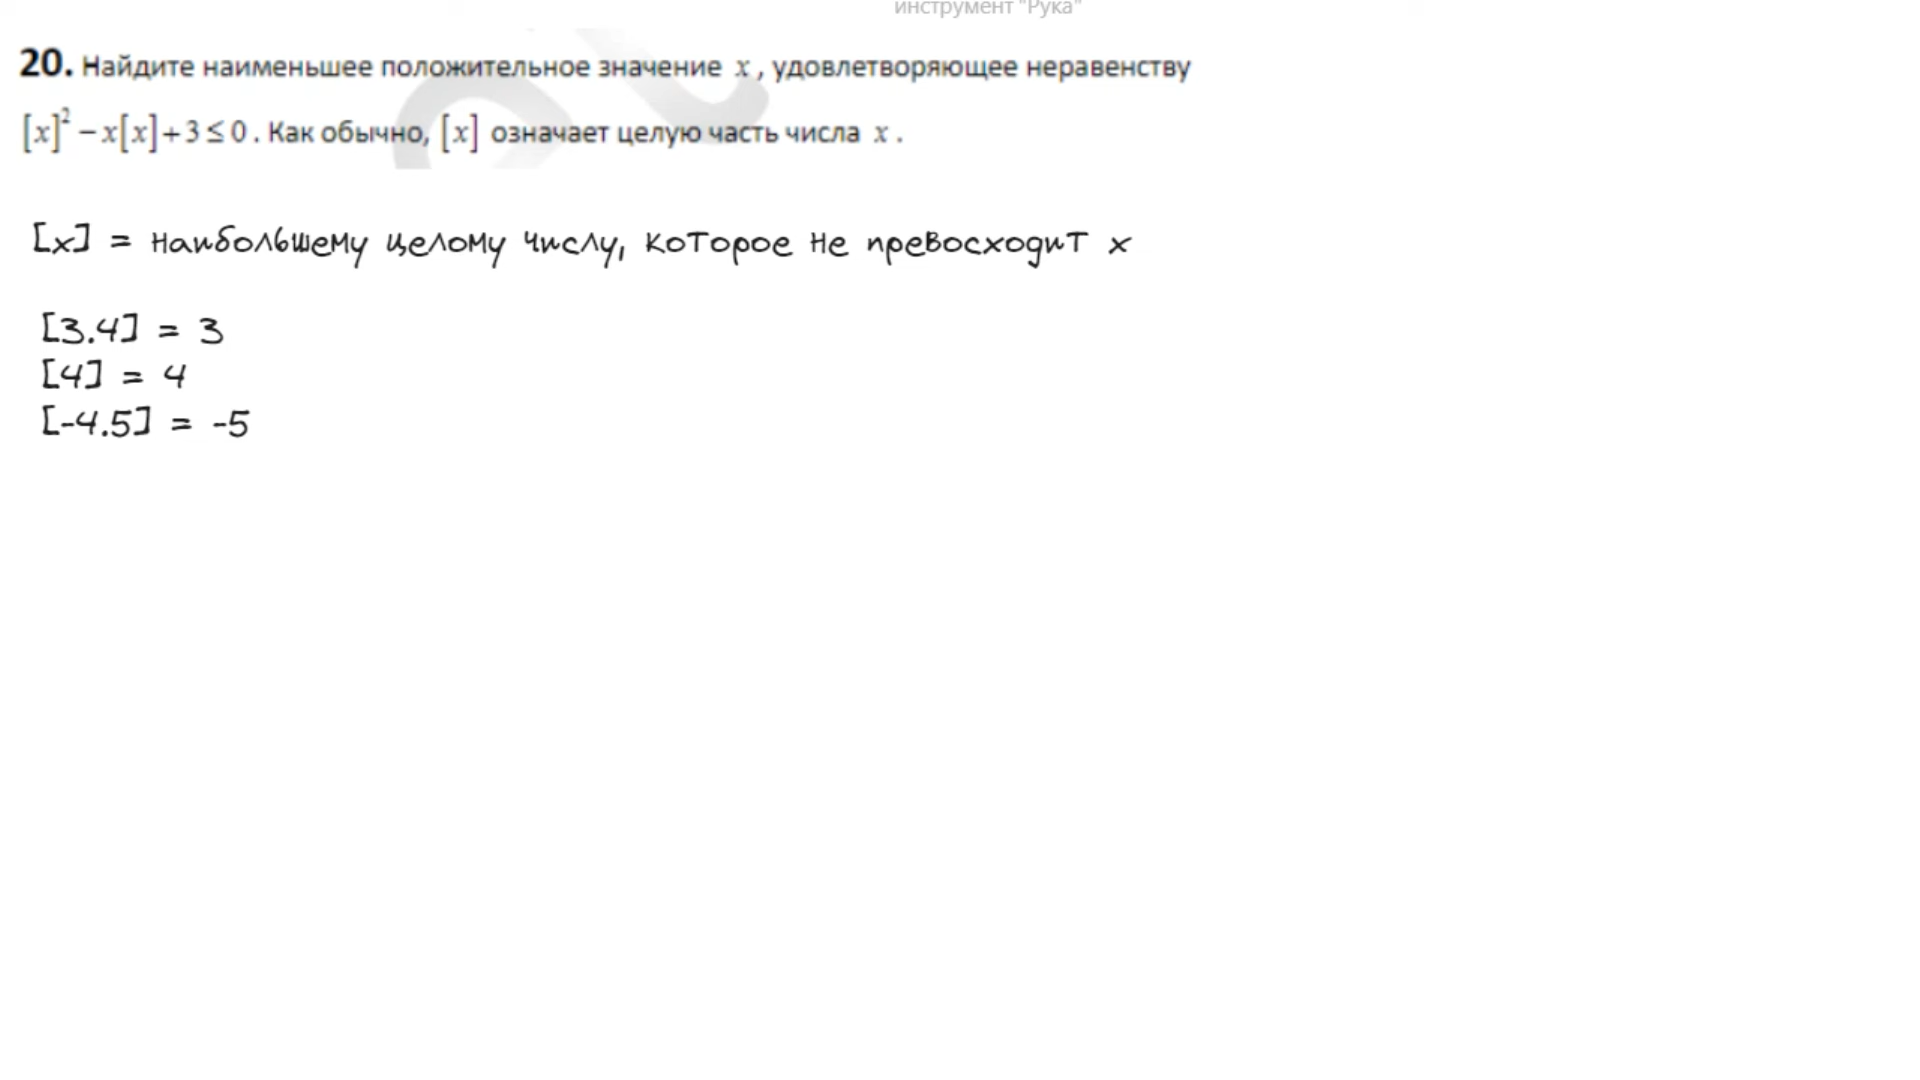 инструмент "Рука"
20. Найдите наименьшее положительное значение x, удовлетворяющее неравенству
[x]² − x[x] + 3 ≤ 0. Как обычно, [x] означает целую часть числа x.
[x] = наибольшему целому числу, которое не превосходит x
[3.4] = 3
[4] = 4
[-4.5] = -5